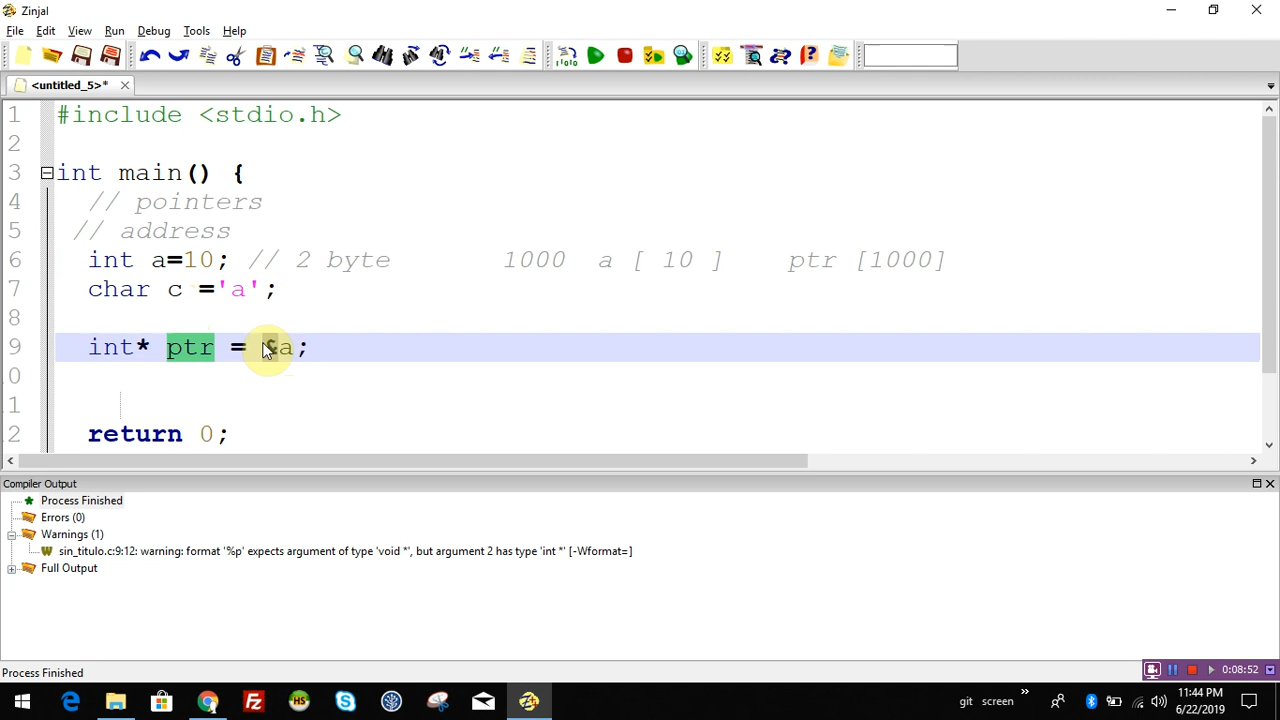 Zinjal
File Edit View Run Debug Tools Help
<untitled_5>*
1 #include <stdio.h>
2
3 int main() {
4 // pointers
5 // address
6 int a=10; // 2 byte 1000 a [ 10 ] ptr [1000]
7 char c ='a';
8
9 int* ptr = &a;
0
1
2 return 0;
Compiler Output
Process Finished
Errors (0)
Warnings (1)
sin_titulo.c:9:12: warning: format '%p' expects argument of type 'void *', but argument 2 has type 'int *' [-Wformat=]
Full Output
Process Finished
0:08:52
git screen
11:44 PM
6/22/2019